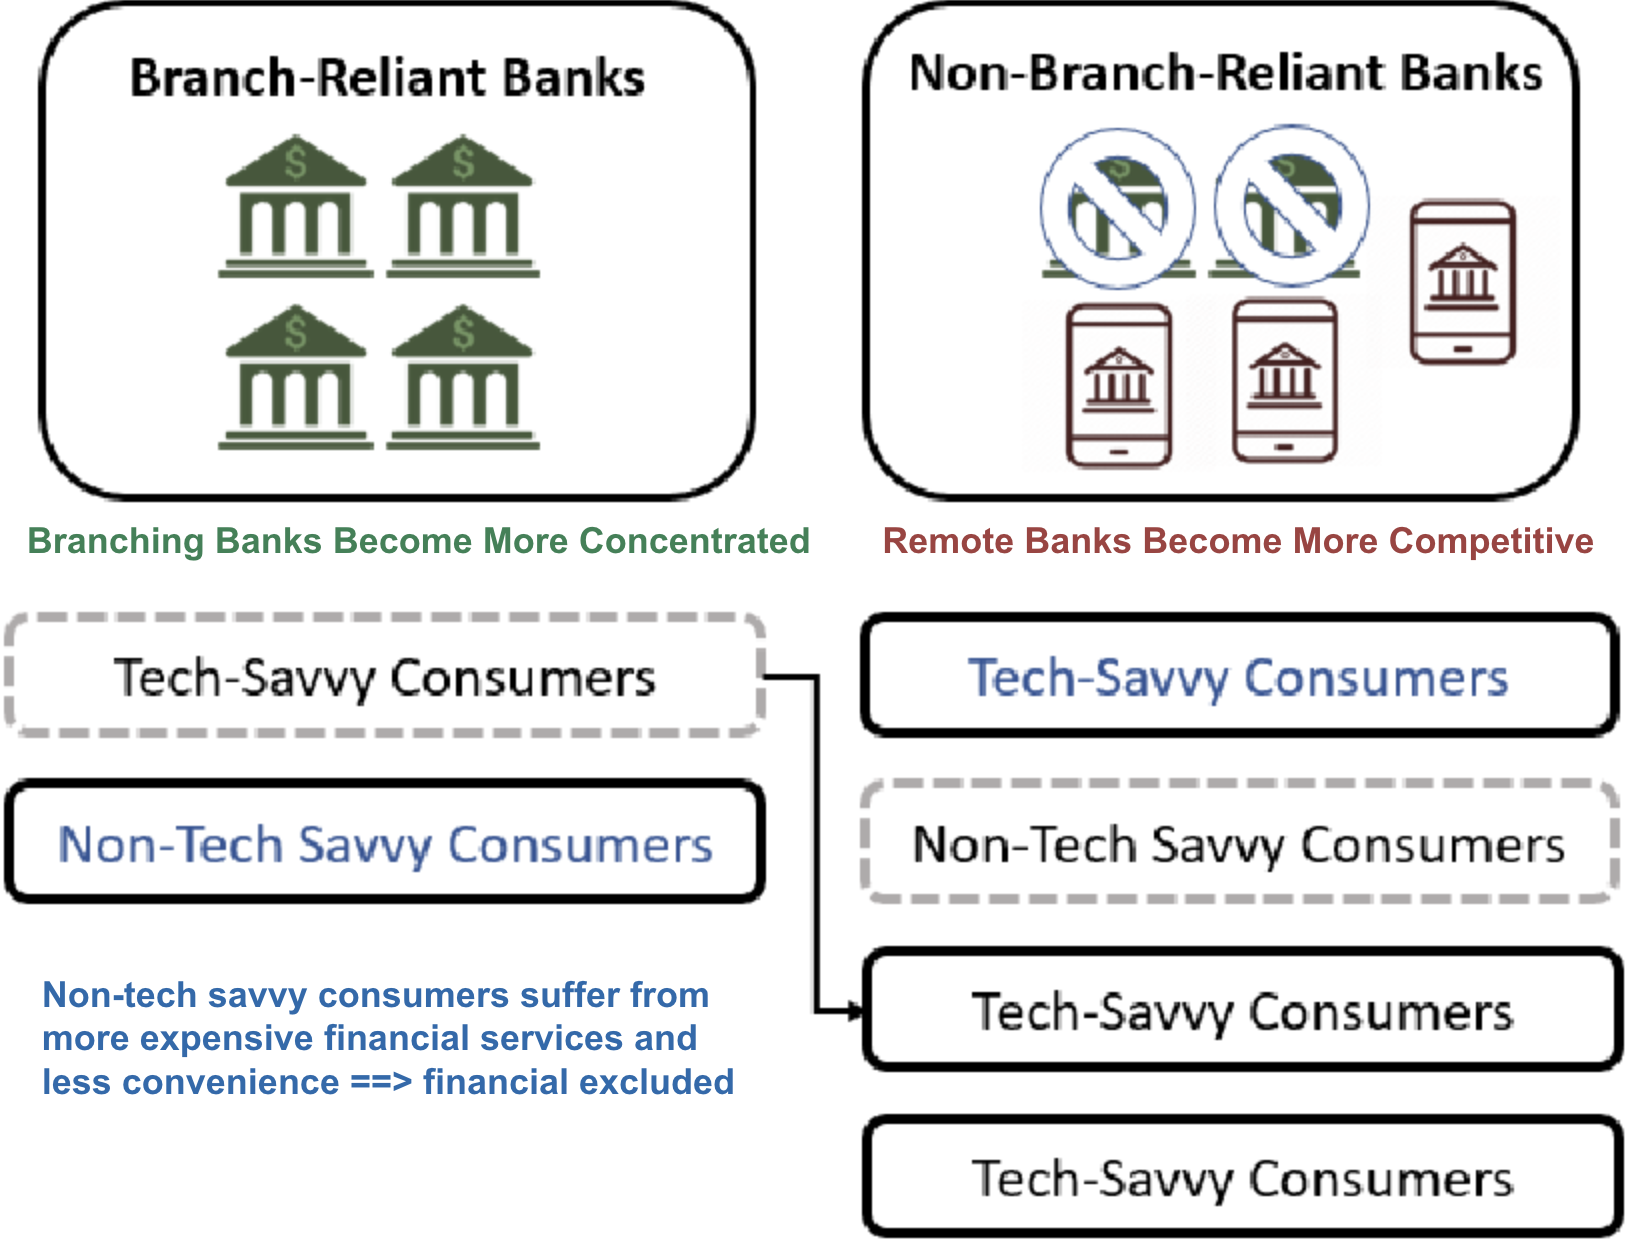 Branch-Reliant Banks
$ $
$ $
Branching Banks Become More Concentrated
Tech-Savvy Consumers
Non-Tech Savvy Consumers
Non-tech savvy consumers suffer from
more expensive financial services and
less convenience ==> financial excluded
Non-Branch-Reliant Banks
$ $
Remote Banks Become More Competitive
Tech-Savvy Consumers
Non-Tech Savvy Consumers
Tech-Savvy Consumers
Tech-Savvy Consumers